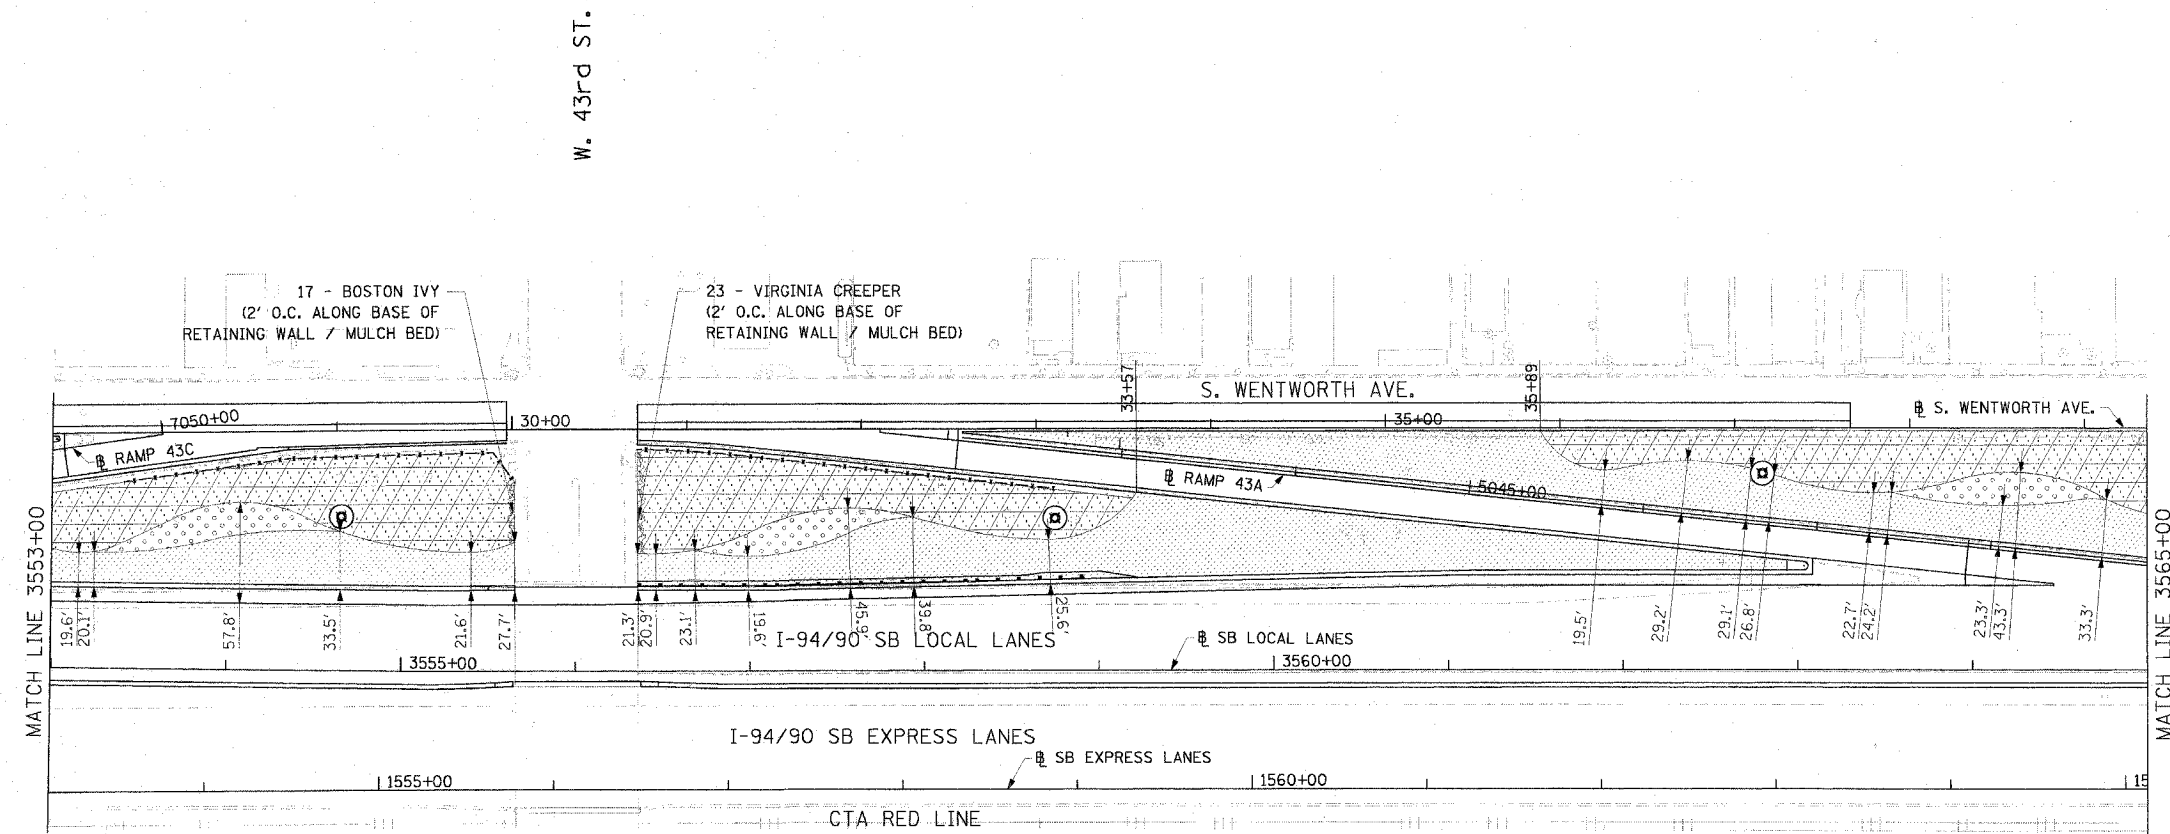 W. 43rd ST.
17 - BOSTON IVY
(2' O.C. ALONG BASE OF
RETAINING WALL / MULCH BED)
23 - VIRGINIA CREEPER
(2' O.C. ALONG BASE OF
RETAINING WALL / MULCH BED)
33+57
S. WENTWORTH AVE.
35+89
℄ S. WENTWORTH AVE.
7050+00
30+00
35+00
℄ RAMP 43C
℄ RAMP 43A
5045+00
MATCH LINE 3553+00
MATCH LINE 3565+00
19.6'
20.1'
57.8'
33.5'
21.6'
27.7'
21.3'
20.9'
23.1'
19.9'
45.9'
39.8'
25.6'
19.5'
29.2'
29.1'
26.8'
22.7'
24.2'
23.3'
43.3'
33.3'
I-94/90 SB LOCAL LANES
℄ SB LOCAL LANES
3555+00
3560+00
I-94/90 SB EXPRESS LANES
℄ SB EXPRESS LANES
1555+00
1560+00
15
CTA RED LINE